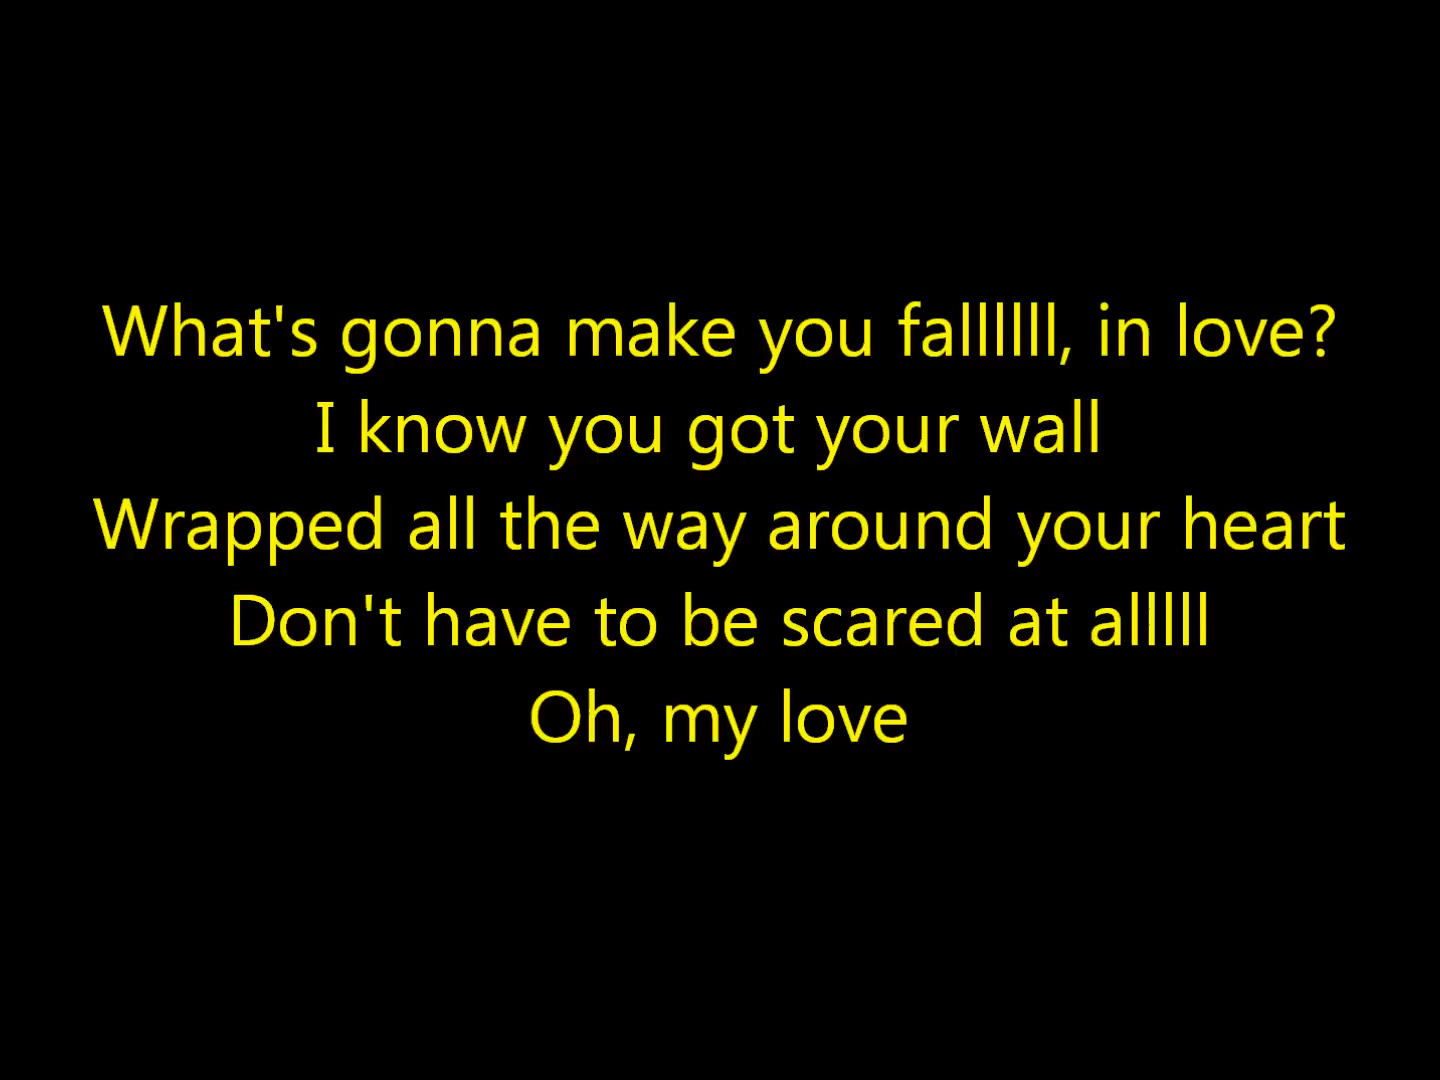 What's gonna make you fallllll, in love?
I know you got your wall
Wrapped all the way around your heart
Don't have to be scared at alllll
Oh, my love